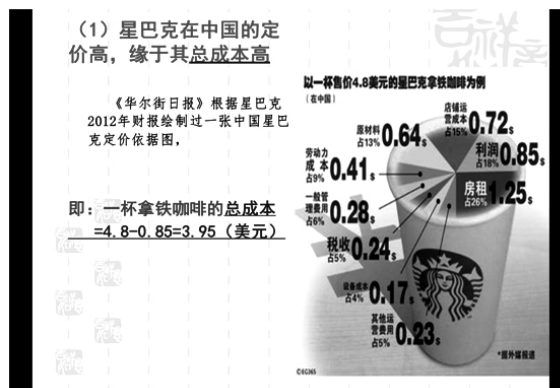 （1）星巴克在中国的定
价高，缘于其总成本高
《华尔街日报》根据星巴克
2012年财报绘制过一张中国星巴
克定价依据图，
即：一杯拿铁咖啡的总成本
=4.8-0.85=3.95（美元）
以一杯售价4.8美元的星巴克拿铁咖啡为例
（在中国）
店铺运
营成本
占15%
0.72$
原材料
占13%
0.64$
利润
占18%
0.85$
劳动力
成本
占9%
0.41$
房租
占26%
1.25$
一般管
理费用
占6%
0.28$
税收
占5%
0.24$
设备成本
占4%
0.17$
其他运
营费用
占5%
0.23$
*据外媒报道